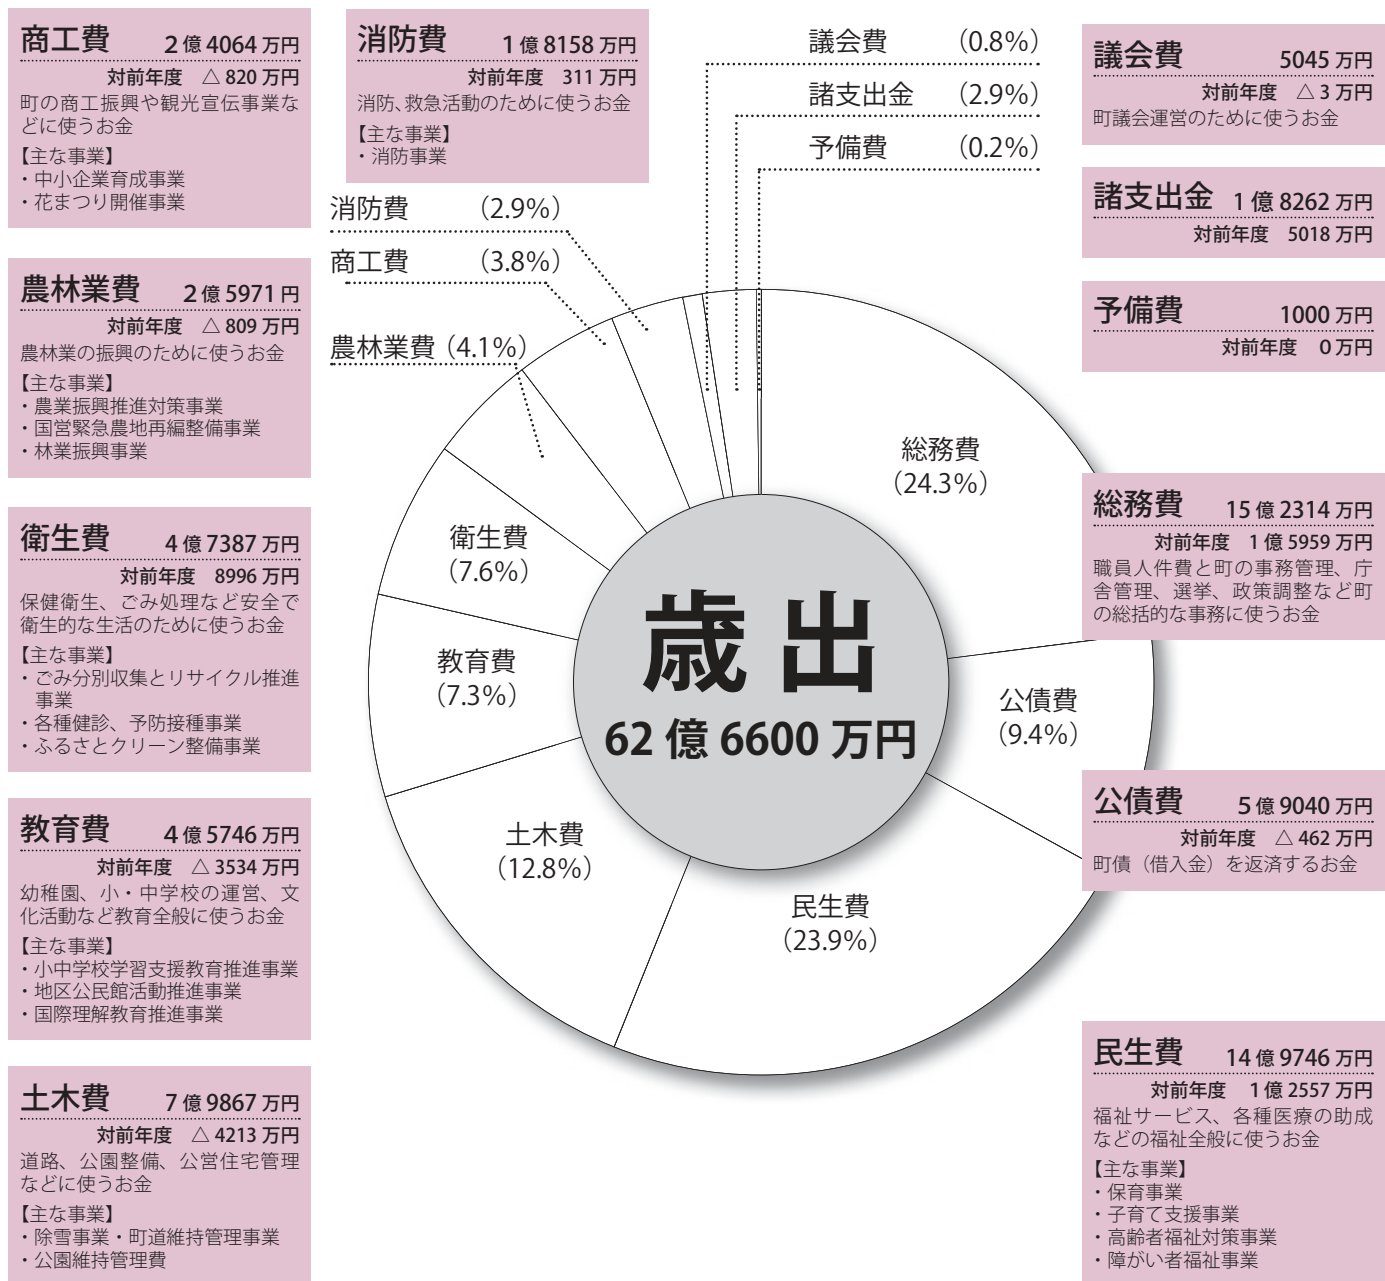 商工費 2億4064万円
対前年度 △820万円
町の商工振興や観光宣伝事業な
どに使うお金
【主な事業】
・中小企業育成事業
・花まつり開催事業
農林業費 2億5971円
対前年度 △809万円
農林業の振興のために使うお金
【主な事業】
・農業振興推進対策事業
・国営緊急農地再編整備事業
・林業振興事業
衛生費 4億7387万円
対前年度 8996万円
保健衛生、ごみ処理など安全で
衛生的な生活のために使うお金
【主な事業】
・ごみ分別収集とリサイクル推進
事業
・各種健診、予防接種事業
・ふるさとクリーン整備事業
教育費 4億5746万円
対前年度 △3534万円
幼稚園、小・中学校の運営、文
化活動など教育全般に使うお金
【主な事業】
・小中学校学習支援教育推進事業
・地区公民館活動推進事業
・国際理解教育推進事業
土木費 7億9867万円
対前年度 △4213万円
道路、公園整備、公営住宅管理
などに使うお金
【主な事業】
・除雪事業・町道維持管理事業
・公園維持管理費
消防費 1億8158万円
対前年度 311万円
消防、救急活動のために使うお金
【主な事業】
・消防事業
消防費 （2.9%）
商工費 （3.8%）
農林業費（4.1%）
議会費 （0.8%）
諸支出金 （2.9%）
予備費 （0.2%）
総務費
（24.3%）
公債費
（9.4%）
民生費
（23.9%）
土木費
（12.8%）
教育費
（7.3%）
衛生費
（7.6%）
歳出
62億6600万円
議会費 5045万円
対前年度 △3万円
町議会運営のために使うお金
諸支出金 1億8262万円
対前年度 5018万円
予備費 1000万円
対前年度 0万円
総務費 15億2314万円
対前年度 1億5959万円
職員人件費と町の事務管理、庁
舎管理、選挙、政策調整など町
の総括的な事務に使うお金
公債費 5億9040万円
対前年度 △462万円
町債（借入金）を返済するお金
民生費 14億9746万円
対前年度 1億2557万円
福祉サービス、各種医療の助成
などの福祉全般に使うお金
【主な事業】
・保育事業
・子育て支援事業
・高齢者福祉対策事業
・障がい者福祉事業